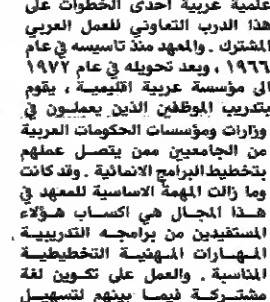 علمية عربية احدى الخطوات على
هذا الدرب التعاوني للعمل العربي
المشترك . والمعهد منذ تاسيسه في عام
١٩٦٦ ، وبعد تحويله في عام ١٩٧٢
الى مؤسسة عربية اقليمية ، يقوم
بتدريب الموظفين الذين يعملون في
وزارات ومؤسسات الحكومات العربية
من الجامعيين ممن يتصل عملهم
بتخطيط البرامج الانمائية . وقد كانت
وما زالت المهمة الاساسية للمعهد في
هذا المجال هي اكساب هؤلاء
المستفيدين من برامجه التدريبية
المهارات المهنية التخطيطية
المناسبة . والعمل على تكوين لغة
مشتركة فيما بينهم لتسهيل